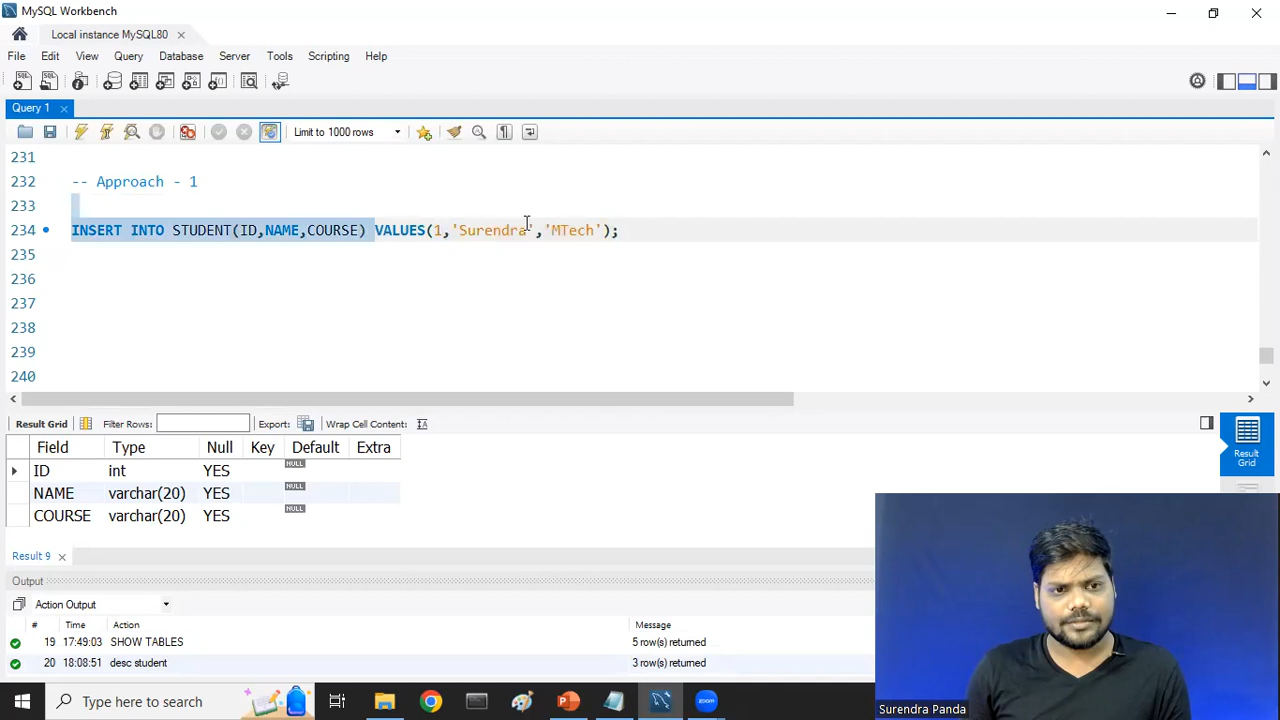 MySQL Workbench
Local instance MySQL80
File Edit View Query Database Server Tools Scripting Help
Query 1
Limit to 1000 rows
231
232 -- Approach - 1
233
234 INSERT INTO STUDENT(ID,NAME,COURSE) VALUES(1,'Surendra','MTech');
235
236
237
238
239
240
Result Grid Filter Rows: Export: Wrap Cell Content:
Field Type Null Key Default Extra
ID int YES NULL
NAME varchar(20) YES NULL
COURSE varchar(20) YES NULL
Result Grid
Result 9
Output
Action Output
# Time Action Message
19 17:49:03 SHOW TABLES 5 row(s) returned
20 18:08:51 desc student 3 row(s) returned
Surendra Panda
Type here to search
zoom